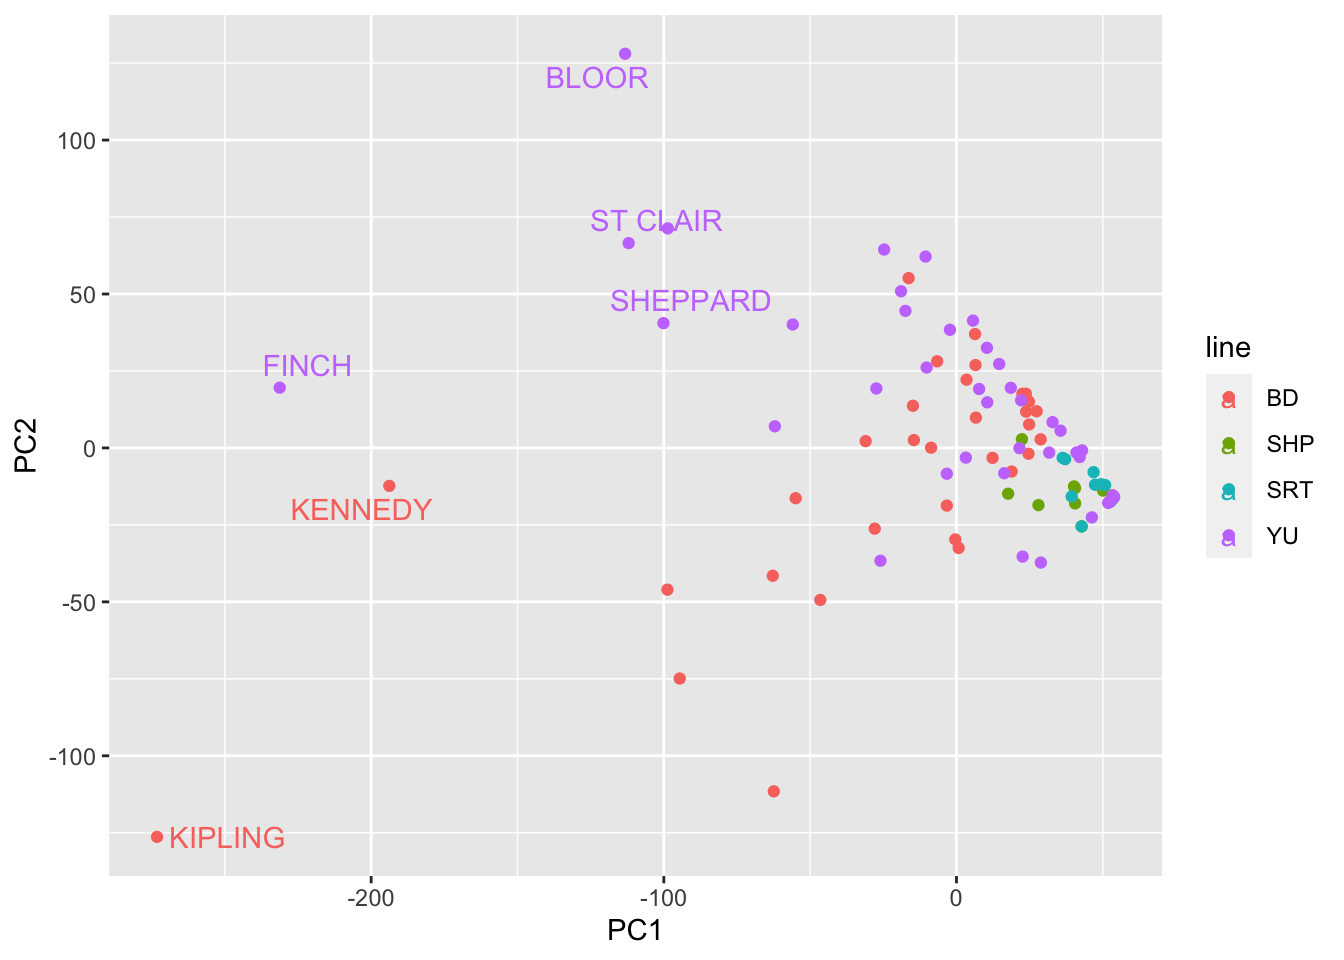 BLOOR
100
ST CLAIR
50
SHEPPARD
FINCH
0
KENNEDY
-50
-100
KIPLING
-200
-100
0
PC1
PC2
line
a BD
a SHP
a SRT
a YU